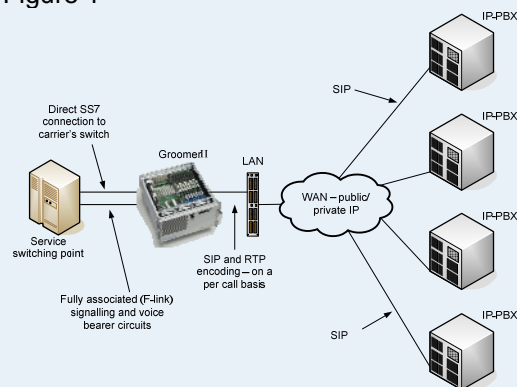 Figure 1
IP-PBX
SIP
IP-PBX
Direct SS7
connection to
carrier's switch
GroomerII
LAN
WAN – public/
private IP
Service
switching point
SIP and RTP
encoding – on a
per call basis
IP-PBX
Fully associated (F-link)
signalling and voice
bearer circuits
SIP
IP-PBX